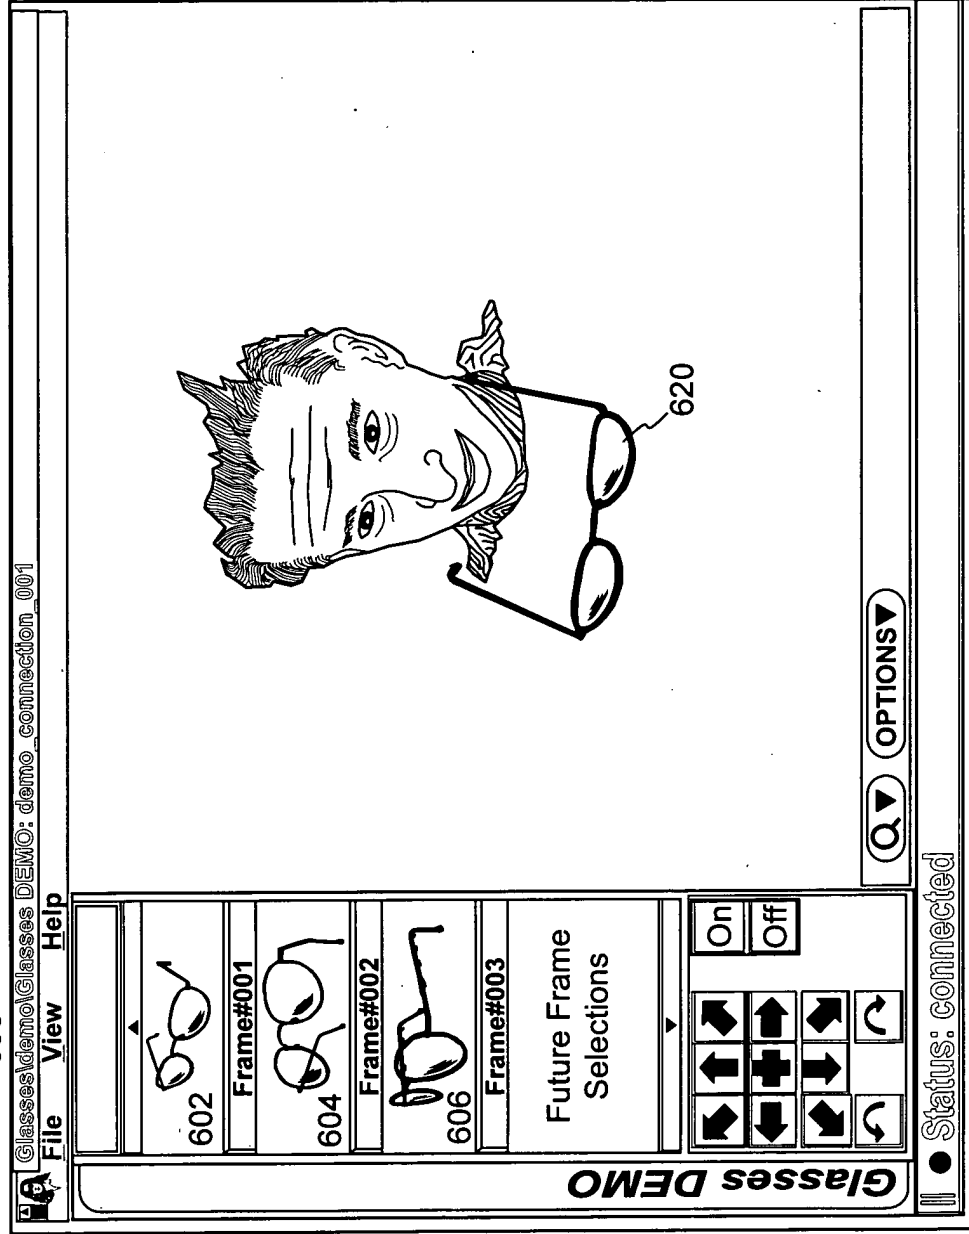 Glasses\demo\Glasses DEMO: demo_connection_001
File View Help
Glasses DEMO
602
Frame#001
604
Frame#002
606
Frame#003
Future Frame
Selections
On
Off
620
OPTIONS
Status: connected